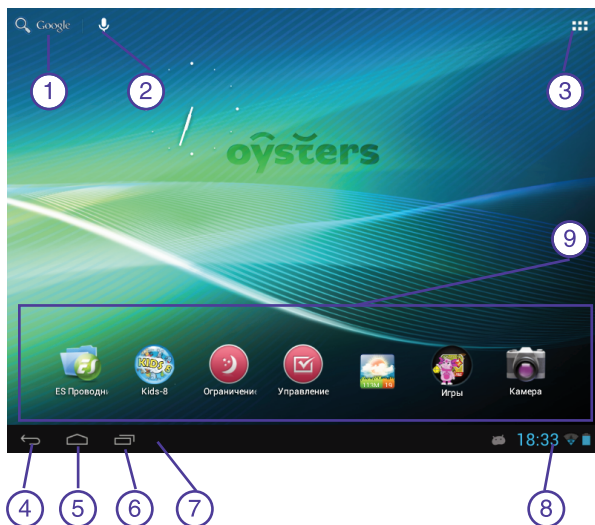 Google
1
2
3
oysters
9
ES Проводни
Kids-8
Ограничение
Управление
Игры
Камера
18:33
4
5
6
7
8